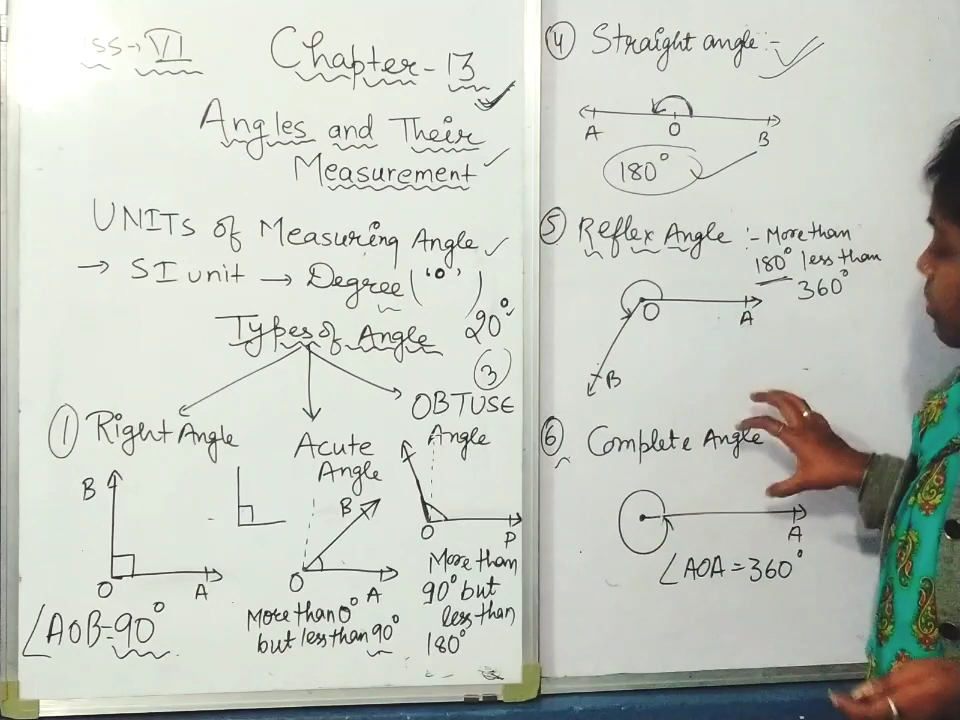 ss → VI
Chapter - 13
Angles and Their
Measurement
UNITs of Measuring Angle
→ SI unit → Degree ('°')
20°
Types of Angle
① Right Angle
B
O
A
∠AOB = 90°
Acute
Angle
B
O
A
More than 0°
but less than 90°
③
OBTUSE
Angle
O
P
More than
90° but
less than
180°
④ Straight angle :-
A
O
B
180°
⑤ Reflex Angle :- More than
180° less than
360°
O
A
B
⑥ Complete Angle
A
∠AOA = 360°